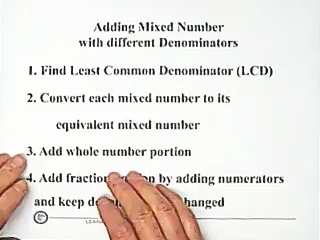 Adding Mixed Number
with different Denominators
1. Find Least Common Denominator (LCD)
2. Convert each mixed number to its
equivalent mixed number
3. Add whole number portion
4. Add fraction by adding numerators
and keep